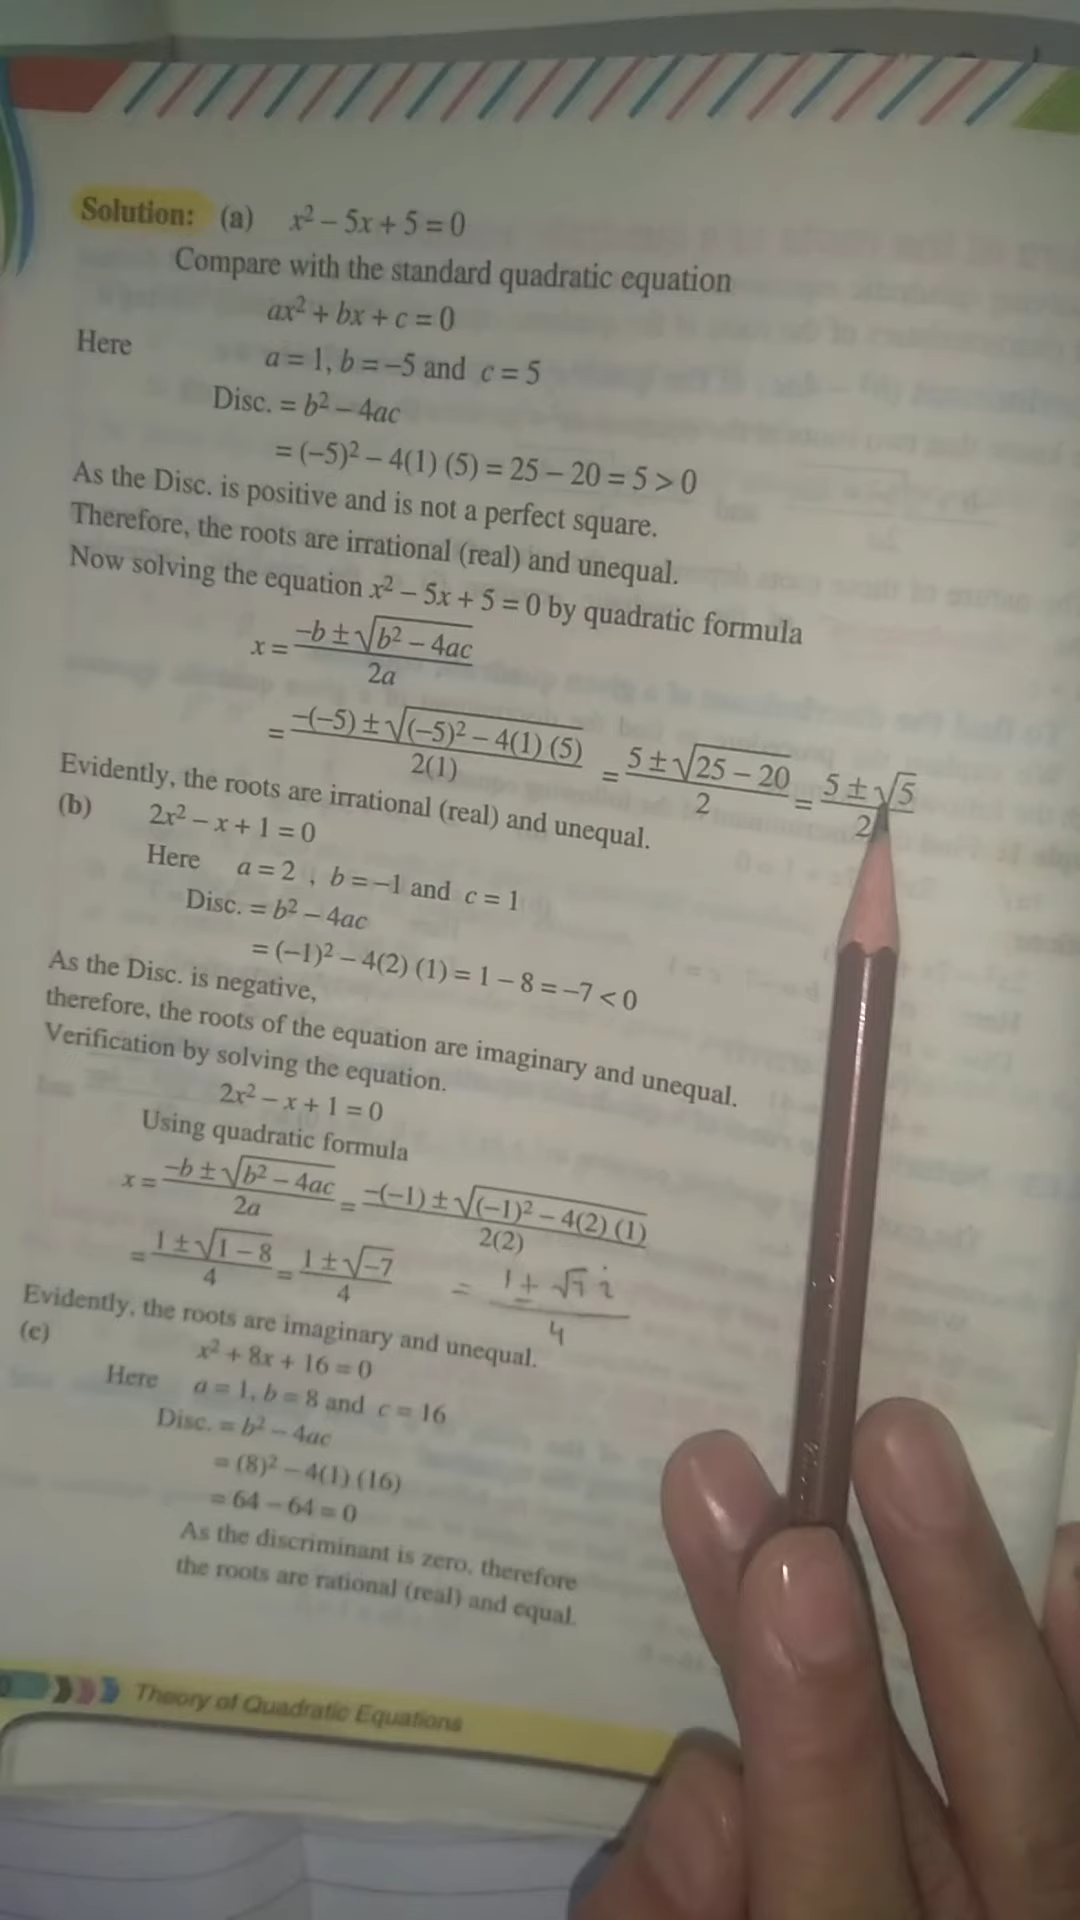 Solution: (a) x² – 5x + 5 = 0
Compare with the standard quadratic equation
ax² + bx + c = 0
Here a = 1, b = –5 and c = 5
Disc. = b² – 4ac
= (–5)² – 4(1) (5) = 25 – 20 = 5 > 0
As the Disc. is positive and is not a perfect square.
Therefore, the roots are irrational (real) and unequal.
Now solving the equation x² – 5x + 5 = 0 by quadratic formula
x = (–b ± √(b² – 4ac)) / 2a
= (–(–5) ± √((–5)² – 4(1) (5))) / 2(1) = (5 ± √(25 – 20)) / 2 = (5 ± √5) / 2
Evidently, the roots are irrational (real) and unequal.
(b) 2x² – x + 1 = 0
Here a = 2 , b = –1 and c = 1
Disc. = b² – 4ac
= (–1)² – 4(2) (1) = 1 – 8 = –7 < 0
As the Disc. is negative,
therefore, the roots of the equation are imaginary and unequal.
Verification by solving the equation.
2x² – x + 1 = 0
Using quadratic formula
x = (–b ± √(b² – 4ac)) / 2a = (–(–1) ± √((–1)² – 4(2) (1))) / 2(2)
= (1 ± √(1 – 8)) / 4 = (1 ± √–7) / 4 = (1 ± √7 i) / 4
Evidently, the roots are imaginary and unequal.
(c) x² + 8x + 16 = 0
Here a = 1, b = 8 and c = 16
Disc. = b² – 4ac
= (8)² – 4(1) (16)
= 64 – 64 = 0
As the discriminant is zero, therefore
the roots are rational (real) and equal.
Theory of Quadratic Equations